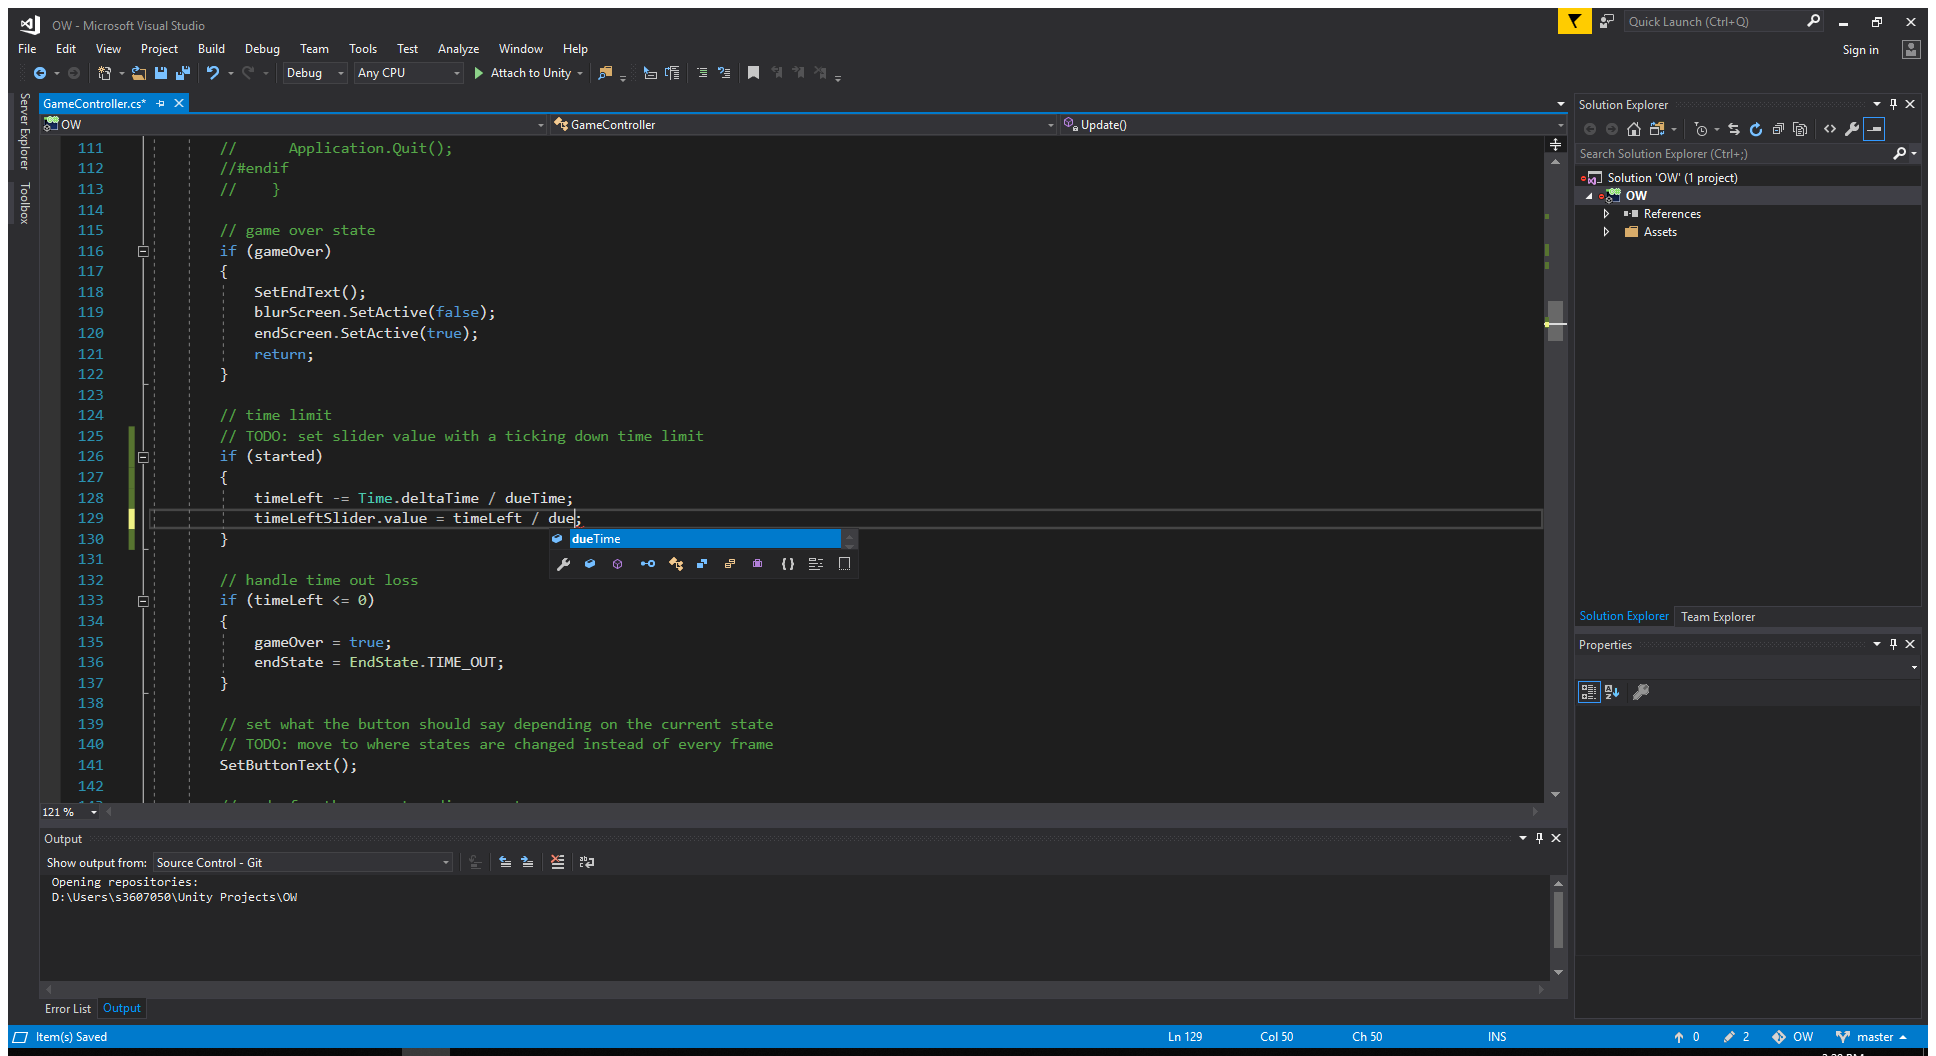 OW - Microsoft Visual Studio
Quick Launch (Ctrl+Q)
File Edit View Project Build Debug Team Tools Test Analyze Window Help
Sign in
Debug Any CPU Attach to Unity
Server Explorer
Toolbox
GameController.cs*
OW GameController Update()
111 // Application.Quit();
112 //#endif
113 // }
114
115 // game over state
116 if (gameOver)
117 {
118 SetEndText();
119 blurScreen.SetActive(false);
120 endScreen.SetActive(true);
121 return;
122 }
123
124 // time limit
125 // TODO: set slider value with a ticking down time limit
126 if (started)
127 {
128 timeLeft -= Time.deltaTime / dueTime;
129 timeLeftSlider.value = timeLeft / due;
dueTime
130 }
131
132 // handle time out loss
133 if (timeLeft <= 0)
134 {
135 gameOver = true;
136 endState = EndState.TIME_OUT;
137 }
138
139 // set what the button should say depending on the current state
140 // TODO: move to where states are changed instead of every frame
141 SetButtonText();
142
121 %
Output
Show output from: Source Control - Git
Opening repositories:
D:\Users\s3607050\Unity Projects\OW
Error List Output
Solution Explorer
Search Solution Explorer (Ctrl+;)
Solution 'OW' (1 project)
OW
References
Assets
Solution Explorer Team Explorer
Properties
Item(s) Saved
Ln 129 Col 50 Ch 50 INS 0 2 OW master